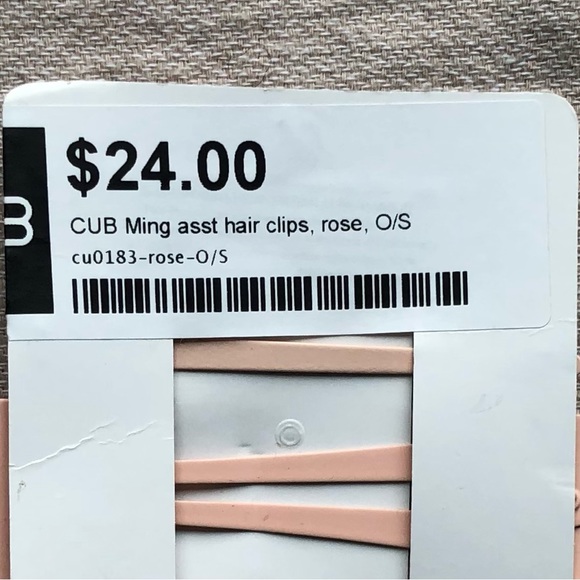 $24.00
CUB Ming asst hair clips, rose, O/S
cu0183-rose-O/S